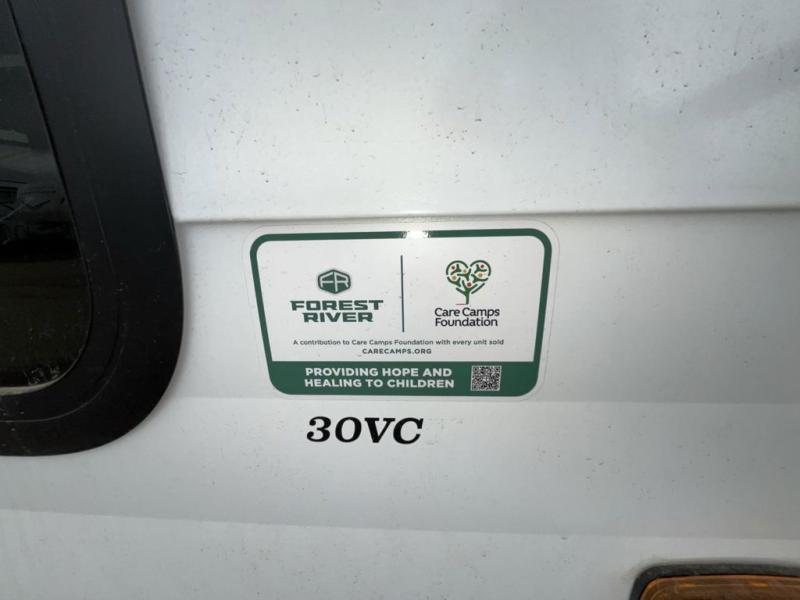 FR
FOREST
RIVER
Care Camps
Foundation
A contribution to Care Camps Foundation with every unit sold
CARECAMPS.ORG
PROVIDING HOPE AND
HEALING TO CHILDREN
30VC